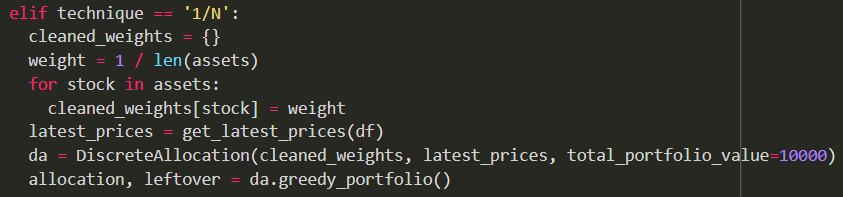 elif technique == '1/N':
  cleaned_weights = {}
  weight = 1 / len(assets)
  for stock in assets:
    cleaned_weights[stock] = weight
  latest_prices = get_latest_prices(df)
  da = DiscreteAllocation(cleaned_weights, latest_prices, total_portfolio_value=10000)
  allocation, leftover = da.greedy_portfolio()